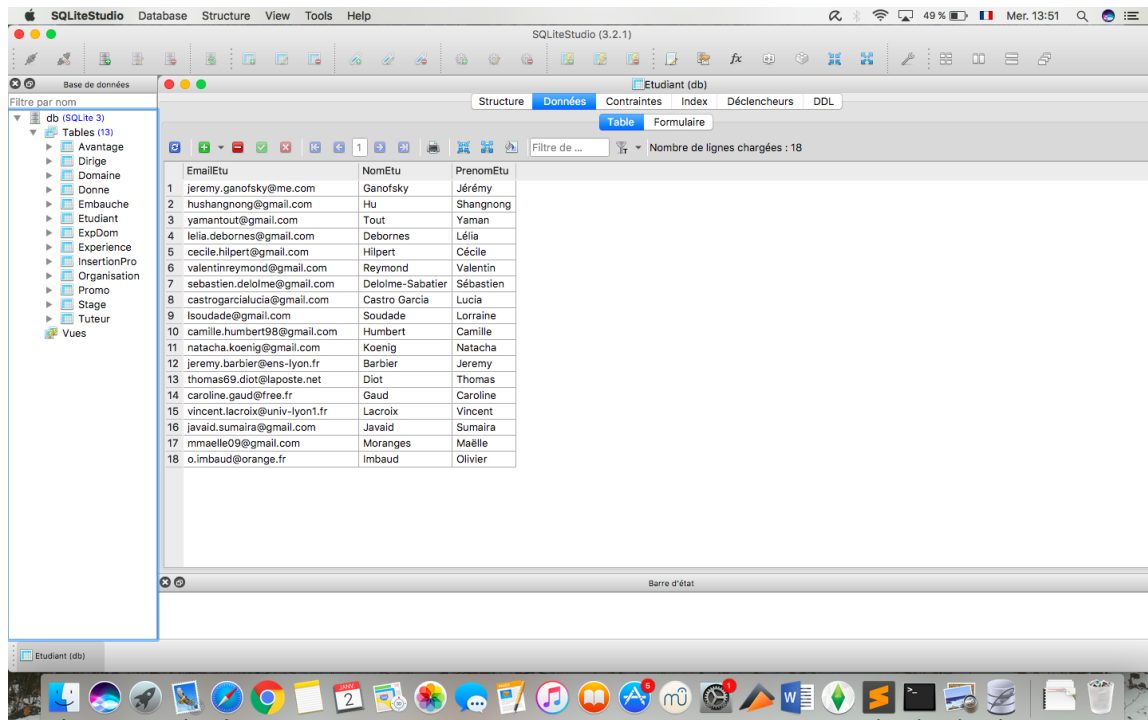 SQLiteStudio Database Structure View Tools Help 49 % Mer. 13:51
SQLiteStudio (3.2.1)
Base de données
Etudiant (db)
Filtre par nom
Structure Données Contraintes Index Déclencheurs DDL
db (SQLite 3)
Table Formulaire
Tables (13)
Avantage
Dirige
Domaine
Donne
Embauche
Etudiant
ExpDom
Experience
InsertionPro
Organisation
Promo
Stage
Tuteur
Vues
1 Filtre de ... Nombre de lignes chargées : 18
EmailEtu NomEtu PrenomEtu
1 jeremy.ganofsky@me.com Ganofsky Jérémy
2 hushangnong@gmail.com Hu Shangnong
3 yamantout@gmail.com Tout Yaman
4 lelia.debornes@gmail.com Debornes Lélia
5 cecile.hilpert@gmail.com Hilpert Cécile
6 valentinreymond@gmail.com Reymond Valentin
7 sebastien.delolme@gmail.com Delolme-Sabatier Sébastien
8 castrogarcialucia@gmail.com Castro Garcia Lucia
9 lsoudade@gmail.com Soudade Lorraine
10 camille.humbert98@gmail.com Humbert Camille
11 natacha.koenig@gmail.com Koenig Natacha
12 jeremy.barbier@ens-lyon.fr Barbier Jeremy
13 thomas69.diot@laposte.net Diot Thomas
14 caroline.gaud@free.fr Gaud Caroline
15 vincent.lacroix@univ-lyon1.fr Lacroix Vincent
16 javaid.sumaira@gmail.com Javaid Sumaira
17 mmaelle09@gmail.com Moranges Maëlle
18 o.imbaud@orange.fr Imbaud Olivier
Barre d'état
Etudiant (db)
JANV
2
5
1